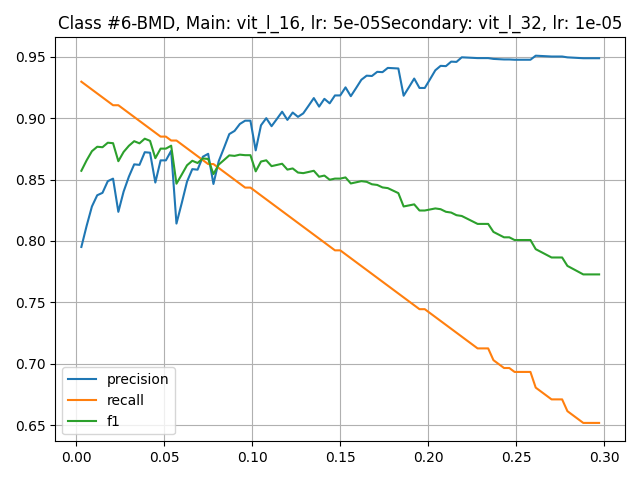 Class #6-BMD, Main: vit_l_16, lr: 5e-05Secondary: vit_l_32, lr: 1e-05
0.95
0.90
0.85
0.80
0.75
0.70
0.65
precision
recall
f1
0.00 0.05 0.10 0.15 0.20 0.25 0.30